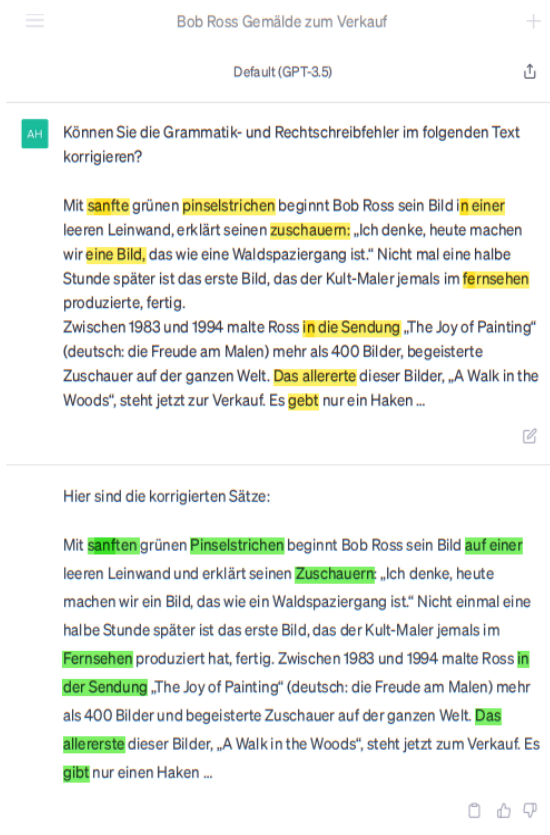 Bob Ross Gemälde zum Verkauf
Default (GPT-3.5)
AH
Können Sie die Grammatik- und Rechtschreibfehler im folgenden Text
korrigieren?
Mit sanfte grünen pinselstrichen beginnt Bob Ross sein Bild in einer
leeren Leinwand, erklärt seinen zuschauern: „Ich denke, heute machen
wir eine Bild, das wie eine Waldspaziergang ist.“ Nicht mal eine halbe
Stunde später ist das erste Bild, das der Kult-Maler jemals im fernsehen
produzierte, fertig.
Zwischen 1983 und 1994 malte Ross in die Sendung „The Joy of Painting“
(deutsch: die Freude am Malen) mehr als 400 Bilder, begeisterte
Zuschauer auf der ganzen Welt. Das allererte dieser Bilder, „A Walk in the
Woods“, steht jetzt zur Verkauf. Es gebt nur ein Haken ...
Hier sind die korrigierten Sätze:
Mit sanften grünen Pinselstrichen beginnt Bob Ross sein Bild auf einer
leeren Leinwand und erklärt seinen Zuschauern: „Ich denke, heute
machen wir ein Bild, das wie ein Waldspaziergang ist.“ Nicht einmal eine
halbe Stunde später ist das erste Bild, das der Kult-Maler jemals im
Fernsehen produziert hat, fertig. Zwischen 1983 und 1994 malte Ross in
der Sendung „The Joy of Painting“ (deutsch: die Freude am Malen) mehr
als 400 Bilder und begeisterte Zuschauer auf der ganzen Welt. Das
allererste dieser Bilder, „A Walk in the Woods“, steht jetzt zum Verkauf. Es
gibt nur einen Haken ...